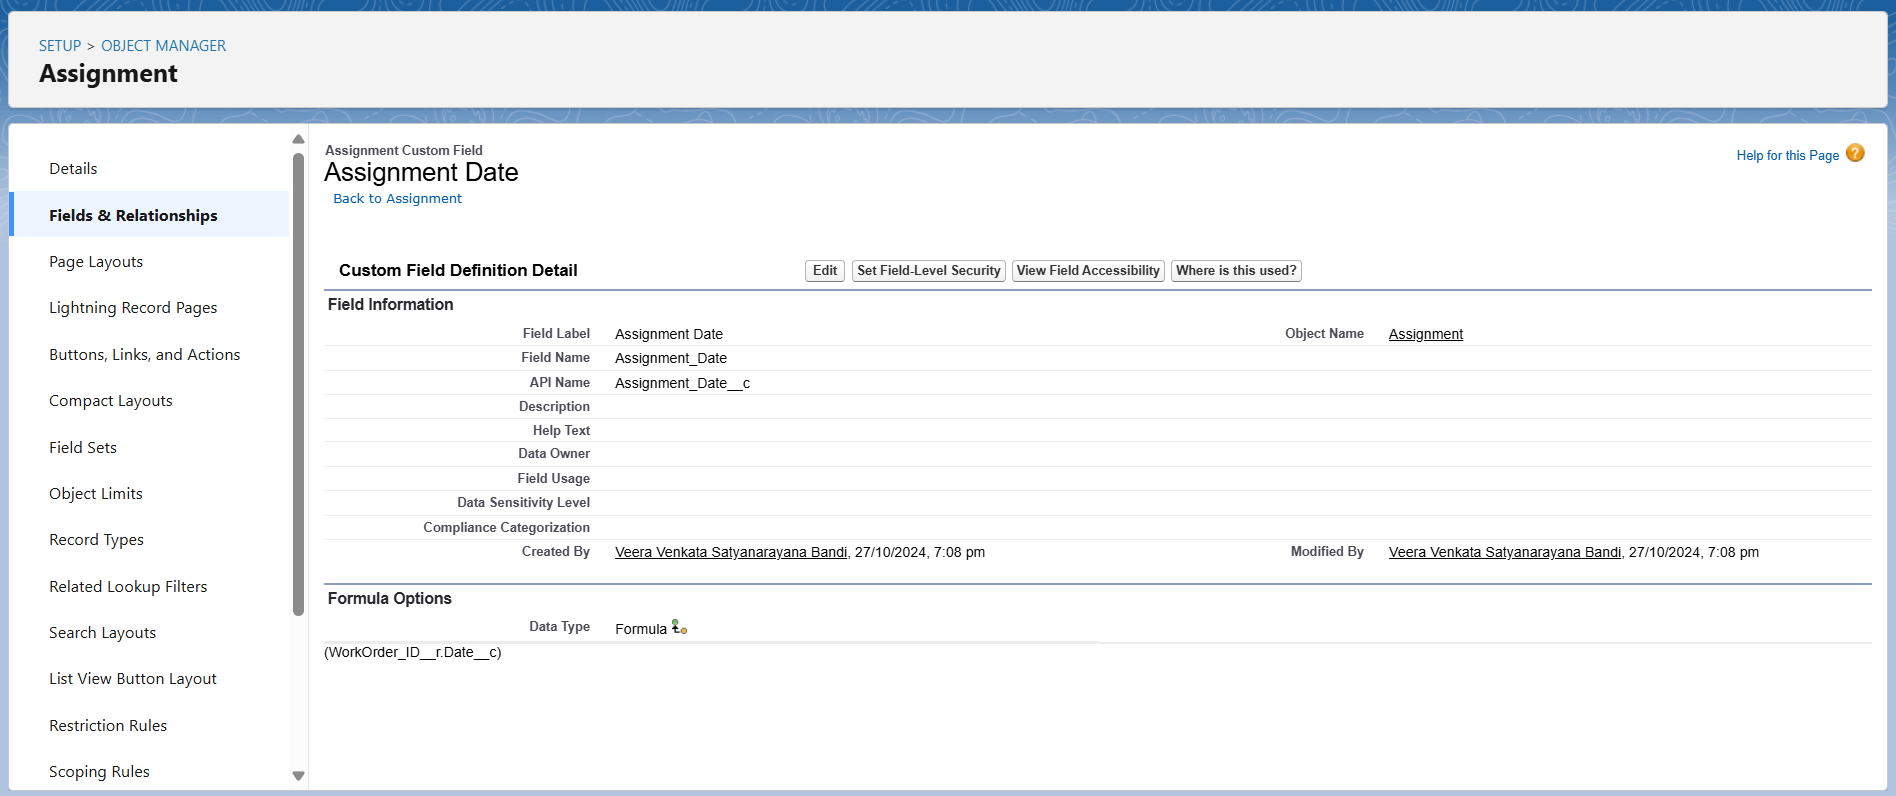 SETUP > OBJECT MANAGER
Assignment
Details
Fields & Relationships
Page Layouts
Lightning Record Pages
Buttons, Links, and Actions
Compact Layouts
Field Sets
Object Limits
Record Types
Related Lookup Filters
Search Layouts
List View Button Layout
Restriction Rules
Scoping Rules
Assignment Custom Field
Assignment Date
Back to Assignment
Help for this Page ?
Custom Field Definition Detail Edit Set Field-Level Security View Field Accessibility Where is this used?
Field Information
Field Label Assignment Date Object Name Assignment
Field Name Assignment_Date
API Name Assignment_Date__c
Description
Help Text
Data Owner
Field Usage
Data Sensitivity Level
Compliance Categorization
Created By Veera Venkata Satyanarayana Bandi, 27/10/2024, 7:08 pm Modified By Veera Venkata Satyanarayana Bandi, 27/10/2024, 7:08 pm
Formula Options
Data Type Formula
(WorkOrder_ID__r.Date__c)